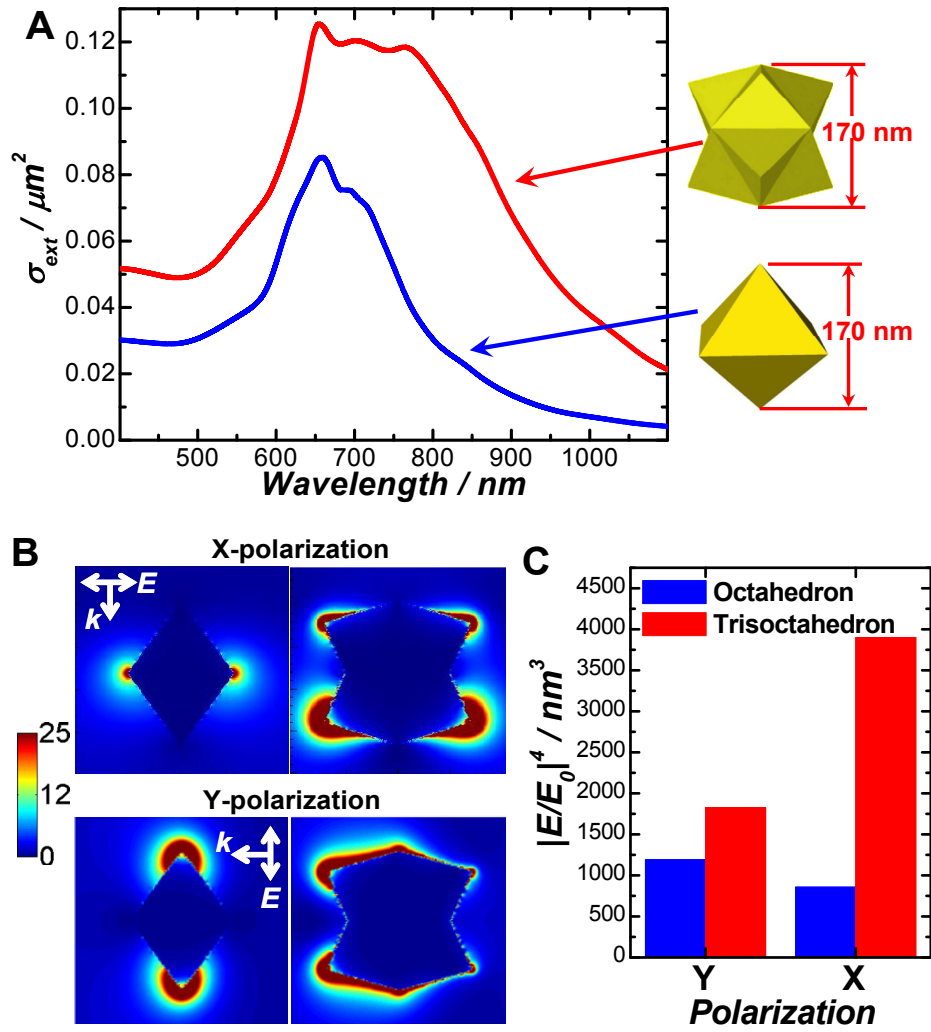 A
0.12
0.10
0.08
0.06
0.04
0.02
0.00
σext / μm²
500 600 700 800 900 1000
Wavelength / nm
170 nm
170 nm
B
X-polarization
E
k
25
12
0
Y-polarization
k
E
C
4500
4000
3500
3000
2500
2000
1500
1000
500
0
|E/E0|⁴ / nm³
Octahedron
Trisoctahedron
Y X
Polarization